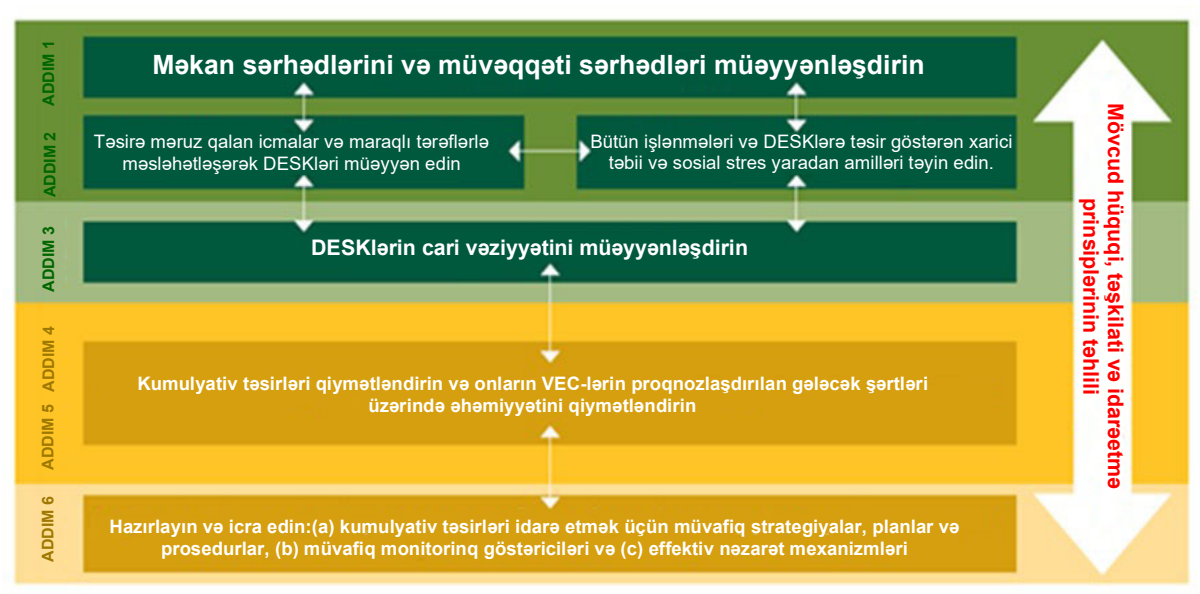 ADDIM 1
Məkan sərhədlərini və müvəqqəti sərhədləri müəyyənləşdirin
ADDIM 2
Təsirə məruz qalan icmalar və maraqlı tərəflərlə
məsləhətləşərək DESKləri müəyyən edin
Bütün işlənmələri və DESKlərə təsir göstərən xarici
təbii və sosial stres yaradan amilləri təyin edin.
ADDIM 3
DESKlərin cari vəziyyətini müəyyənləşdirin
ADDIM 4
ADDIM 5
Kumulyativ təsirləri qiymətləndirin və onların VEC-lərin proqnozlaşdırılan gələcək şərtləri
üzərində əhəmiyyətini qiymətləndirin
ADDIM 6
Hazırlayın və icra edin:(a) kumulyativ təsirləri idarə etmək üçün müvafiq strategiyalar, planlar və
prosedurlar, (b) müvafiq monitorinq göstəriciləri və (c) effektiv nəzarət mexanizmləri
Mövcud hüquqi, təşkilati və idarəetmə
prinsiplərinin təhlili